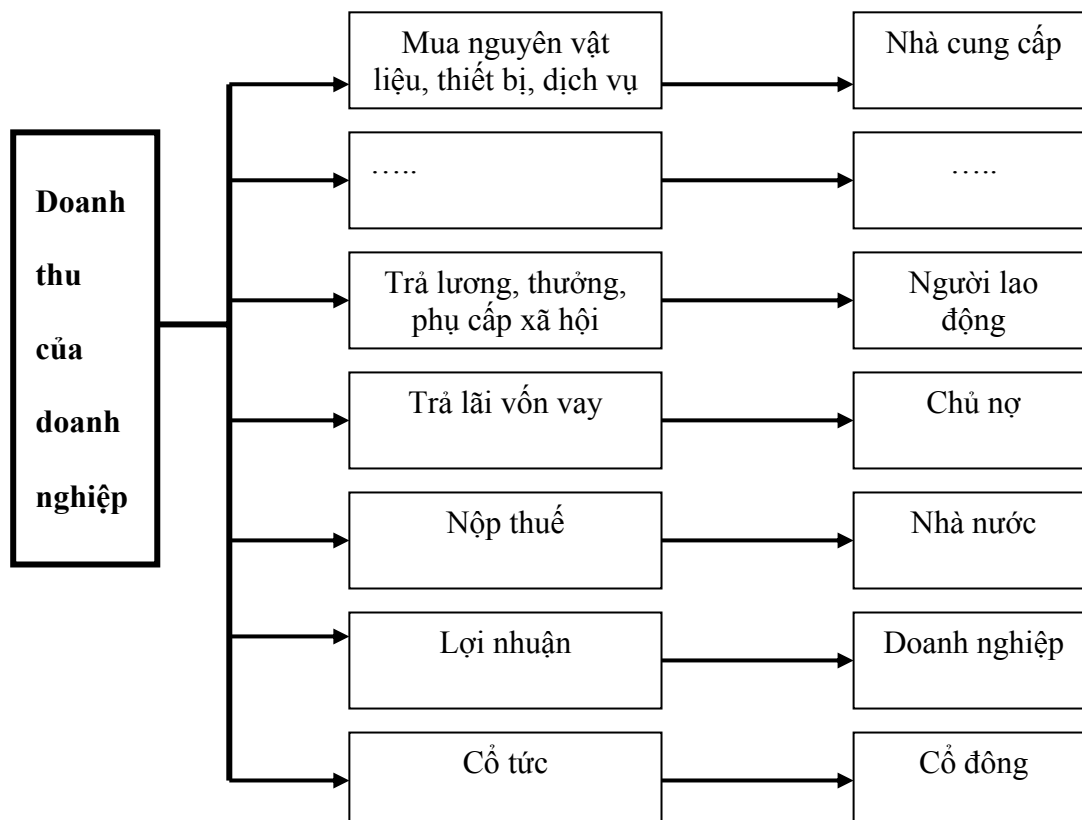 Doanh
thu
của
doanh
nghiệp
Mua nguyên vật
liệu, thiết bị, dịch vụ
Nhà cung cấp
…..
…..
Trả lương, thưởng,
phụ cấp xã hội
Người lao
động
Trả lãi vốn vay
Chủ nợ
Nộp thuế
Nhà nước
Lợi nhuận
Doanh nghiệp
Cổ tức
Cổ đông